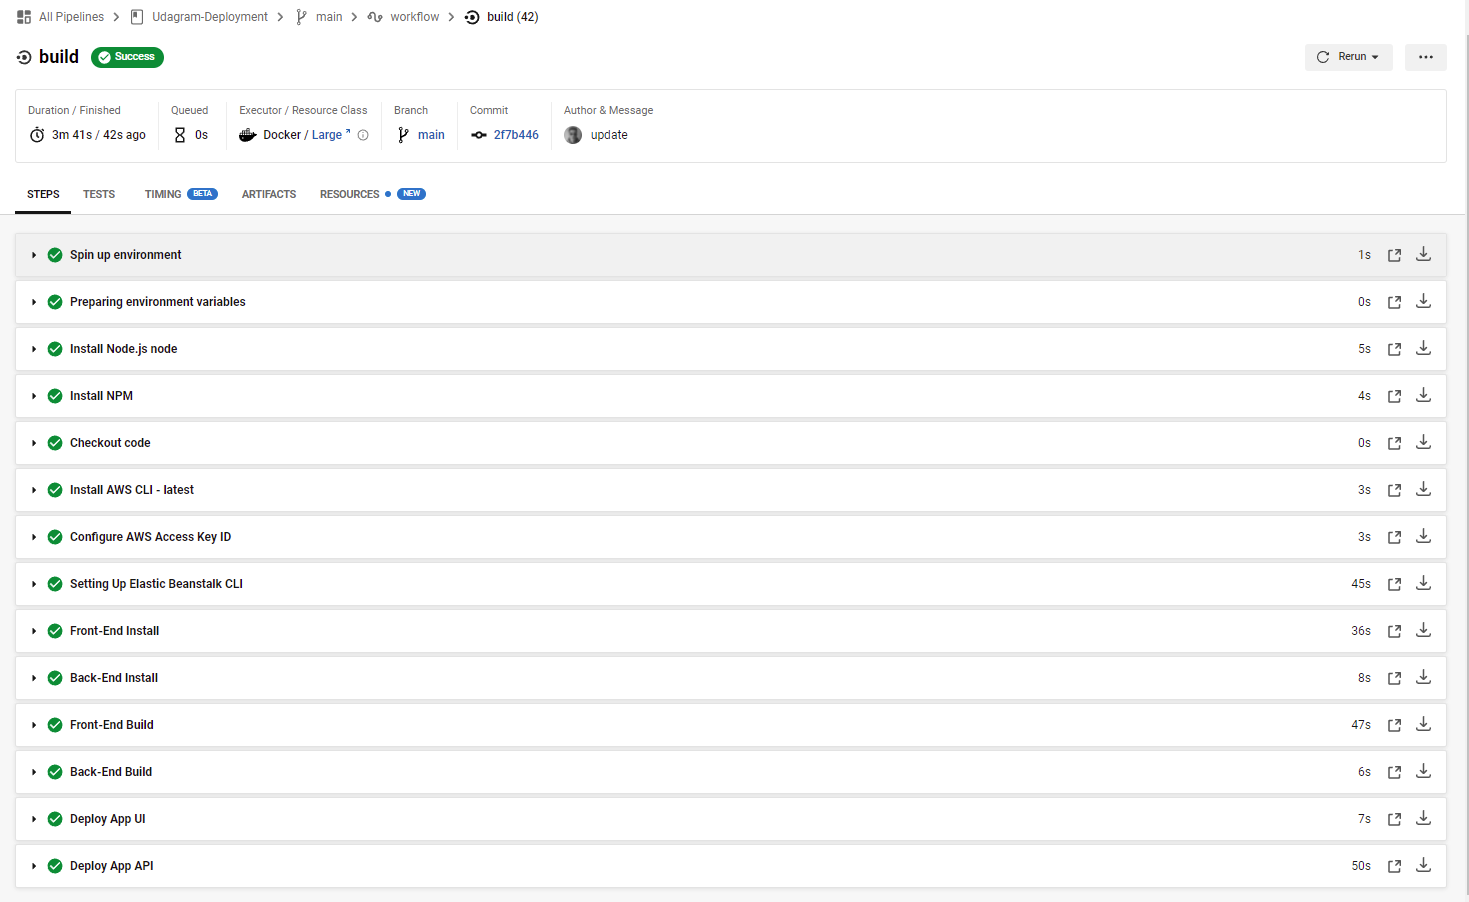 All Pipelines Udagram-Deployment main workflow build (42)
build Success Rerun
Duration / Finished Queued Executor / Resource Class Branch Commit Author & Message
3m 41s / 42s ago 0s Docker / Large main 2f7b446 update
STEPS TESTS TIMING BETA ARTIFACTS RESOURCES NEW
Spin up environment 1s
Preparing environment variables 0s
Install Node.js node 5s
Install NPM 4s
Checkout code 0s
Install AWS CLI - latest 3s
Configure AWS Access Key ID 3s
Setting Up Elastic Beanstalk CLI 45s
Front-End Install 36s
Back-End Install 8s
Front-End Build 47s
Back-End Build 6s
Deploy App UI 7s
Deploy App API 50s